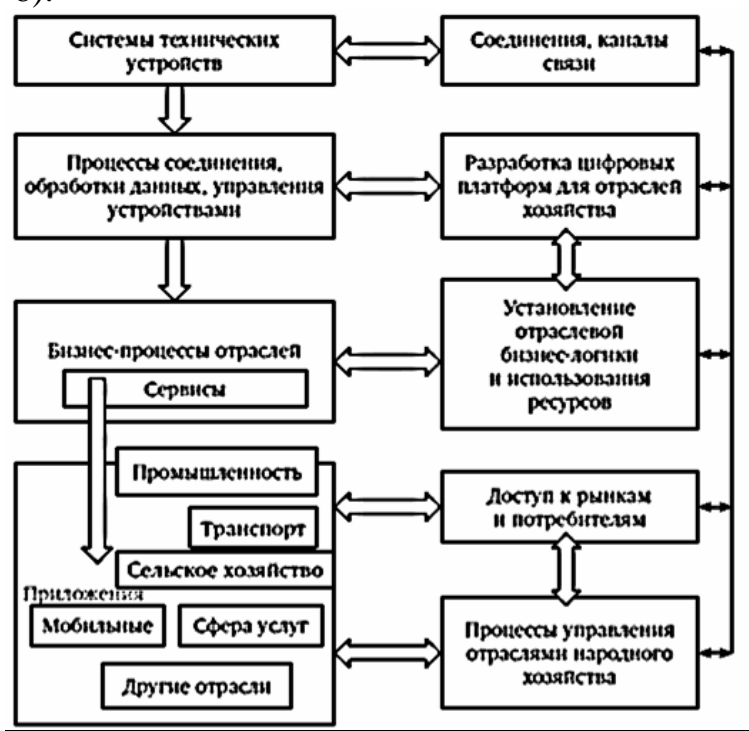 Системы технических
устройств
Соединения, каналы
связи
Процессы соединения,
обработки данных, управления
устройствами
Разработка цифровых
платформ для отраслей
хозяйства
Бизнес-процессы отраслей
Сервисы
Установление
отраслевой
бизнес-логики
и использования
ресурсов
Промышленность
Транспорт
Сельское хозяйство
Приложения
Мобильные
Сфера услуг
Другие отрасли
Доступ к рынкам
и потребителям
Процессы управления
отраслями народного
хозяйства